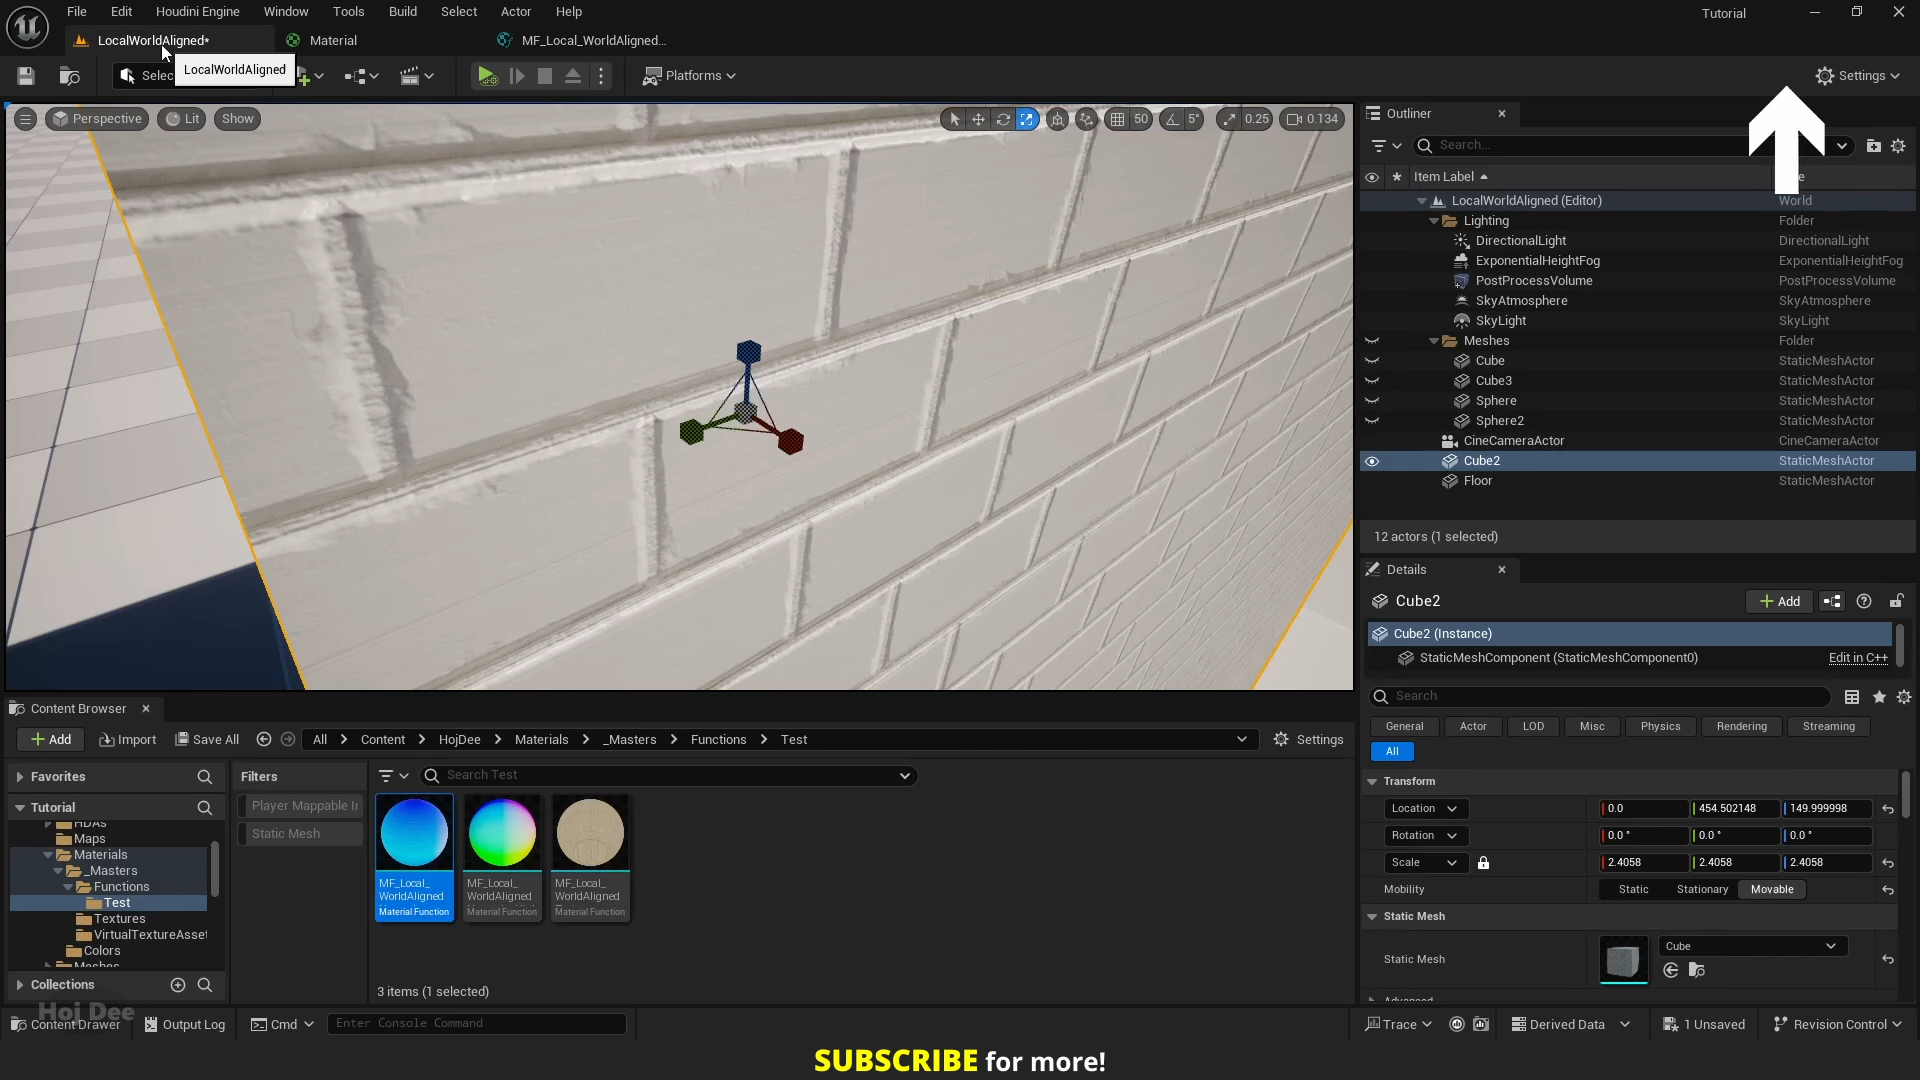 File Edit Houdini Engine Window Tools Build Select Actor Help
Tutorial
LocalWorldAligned* Material MF_Local_WorldAligned...
Selec
LocalWorldAligned
Platforms
Settings
Perspective Lit Show
50 5° 0.25 0.134
Outliner
Search...
Item Label
LocalWorldAligned (Editor) World
Lighting Folder
DirectionalLight DirectionalLight
ExponentialHeightFog ExponentialHeightFog
PostProcessVolume PostProcessVolume
SkyAtmosphere SkyAtmosphere
SkyLight SkyLight
Meshes Folder
Cube StaticMeshActor
Cube3 StaticMeshActor
Sphere StaticMeshActor
Sphere2 StaticMeshActor
CineCameraActor CineCameraActor
Cube2 StaticMeshActor
Floor StaticMeshActor
12 actors (1 selected)
Details
Cube2
Add
Cube2 (Instance)
StaticMeshComponent (StaticMeshComponent0) Edit in C++
Search
General Actor LOD Misc Physics Rendering Streaming
All
Transform
Location 0.0 454.502148 149.999998
Rotation 0.0 ° 0.0 ° 0.0 °
Scale 2.4058 2.4058 2.4058
Mobility Static Stationary Movable
Static Mesh
Static Mesh Cube
Content Browser
Add Import Save All All Content HojDee Materials _Masters Functions Test Settings
Favorites
Tutorial
HDAs
Maps
Materials
_Masters
Functions
Test
Textures
VirtualTextureAsset
Colors
Meshes
Collections
Filters
Player Mappable In
Static Mesh
Search Test
MF_Local_
WorldAligned
Material Function
MF_Local_
WorldAligned
Material Function
MF_Local_
WorldAligned
Material Function
3 items (1 selected)
Hoj Dee
Content Drawer Output Log Cmd Enter Console Command Trace Derived Data 1 Unsaved Revision Control
SUBSCRIBE for more!